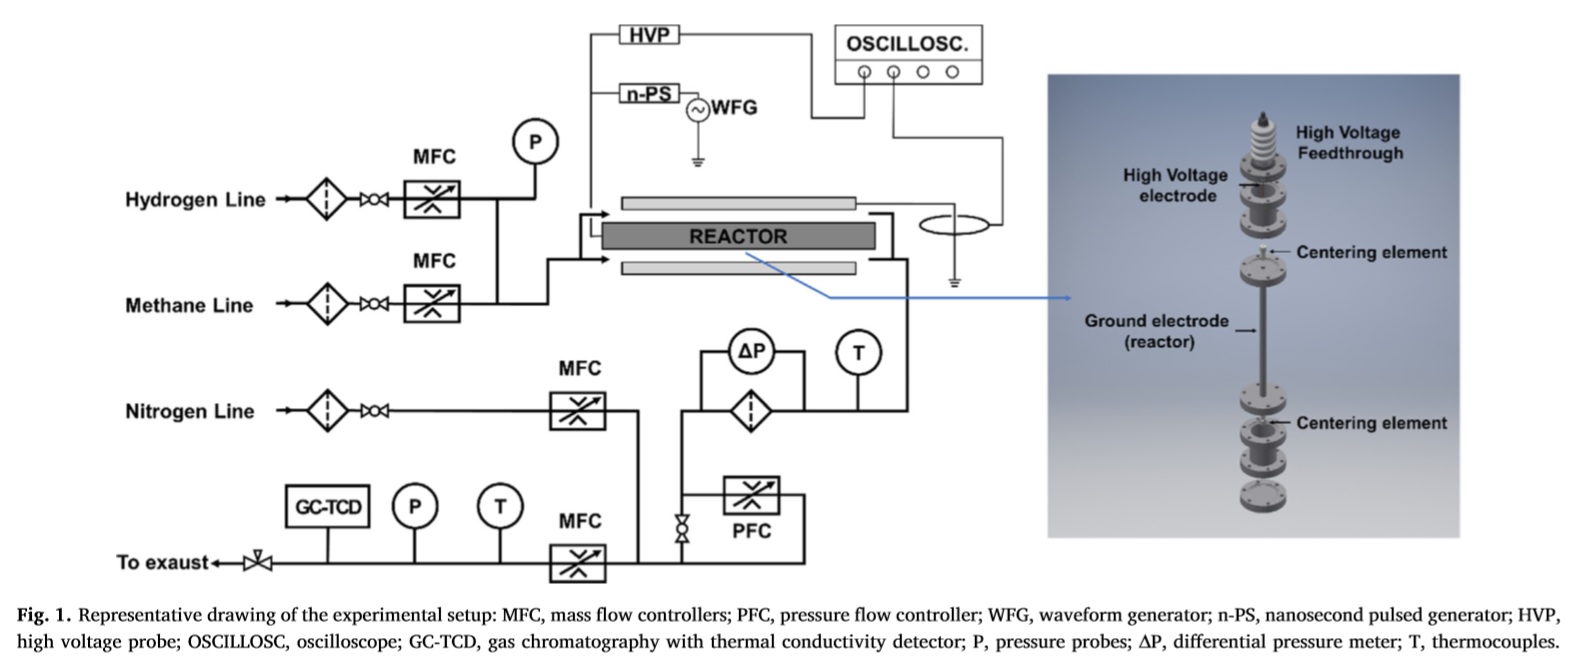 HVP
OSCILLOSC.
n-PS
WFG
P
MFC
Hydrogen Line
REACTOR
MFC
Methane Line
ΔP
T
MFC
Nitrogen Line
GC-TCD
P
T
MFC
PFC
To exaust
High Voltage
Feedthrough
High Voltage
electrode
Centering element
Ground electrode
(reactor)
Centering element
Fig. 1. Representative drawing of the experimental setup: MFC, mass flow controllers; PFC, pressure flow controller; WFG, waveform generator; n-PS, nanosecond pulsed generator; HVP,
high voltage probe; OSCILLOSC, oscilloscope; GC-TCD, gas chromatography with thermal conductivity detector; P, pressure probes; ΔP, differential pressure meter; T, thermocouples.